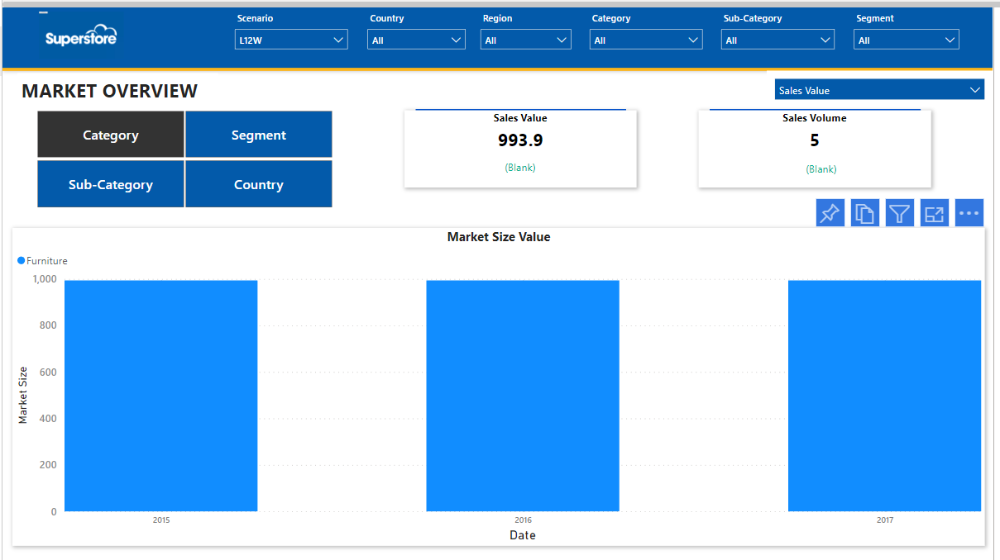 Superstore
Scenario
L12W
Country
All
Region
All
Category
All
Sub-Category
All
Segment
All
MARKET OVERVIEW
Sales Value
Category
Segment
Sub-Category
Country
Sales Value
993.9
(Blank)
Sales Volume
5
(Blank)
Market Size Value
Furniture
Market Size
1,000
800
600
400
200
0
2015
2016
2017
Date